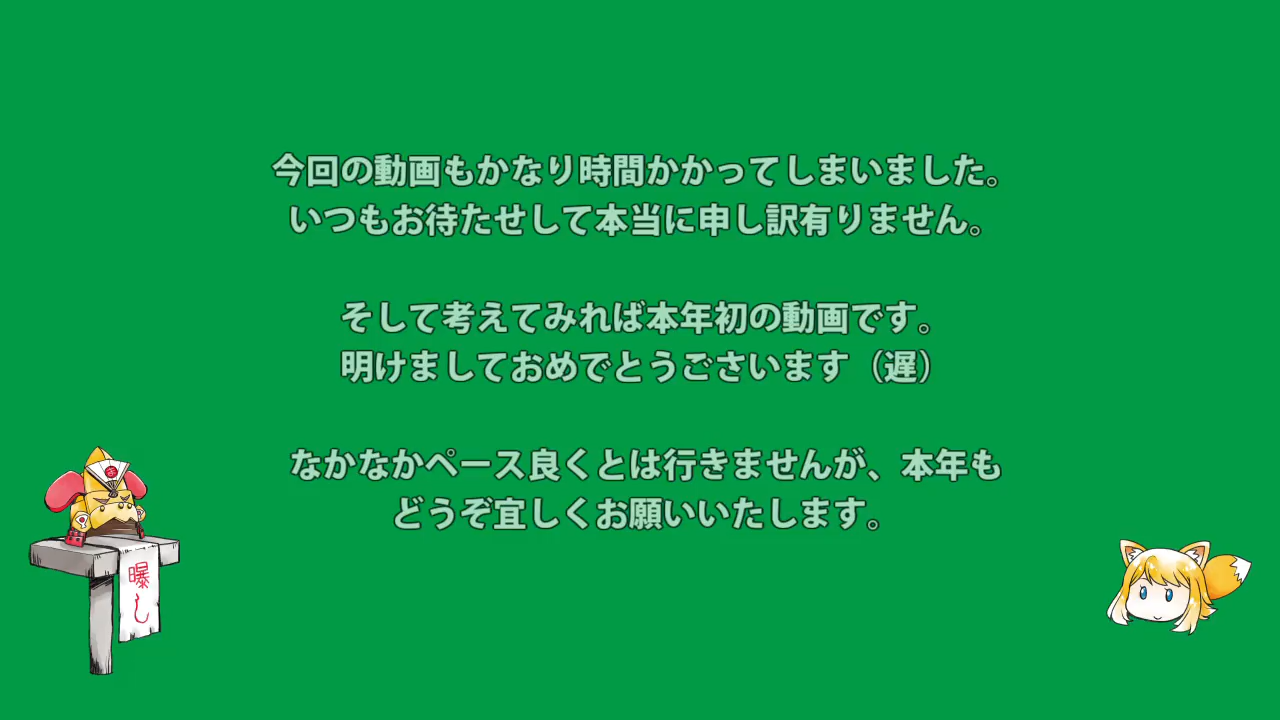 今回の動画もかなり時間かかってしまいました。
いつもお待たせして本当に申し訳有りません。
そして考えてみれば本年初の動画です。
明けましておめでとうございます（遅）
なかなかペース良くとは行きませんが、本年も
どうぞ宜しくお願いいたします。
曝し